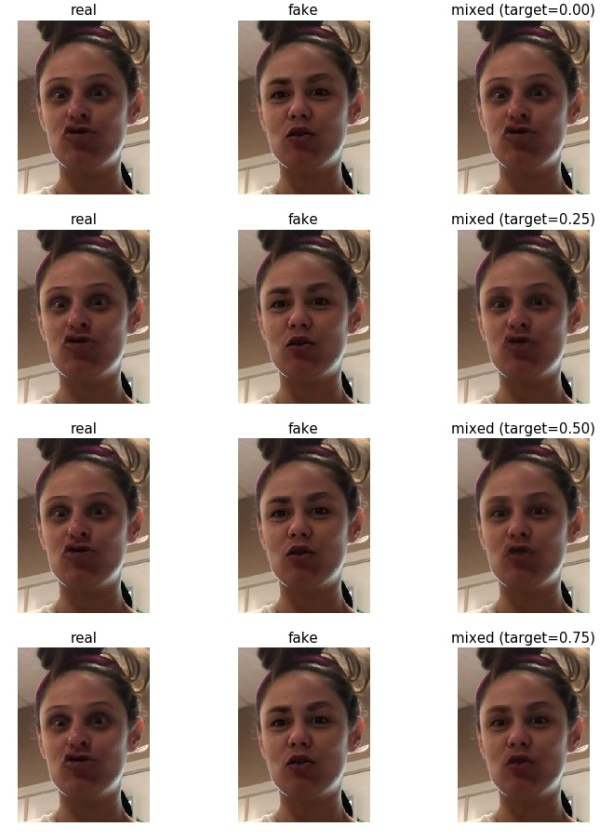 real fake mixed (target=0.00)
real fake mixed (target=0.25)
real fake mixed (target=0.50)
real fake mixed (target=0.75)